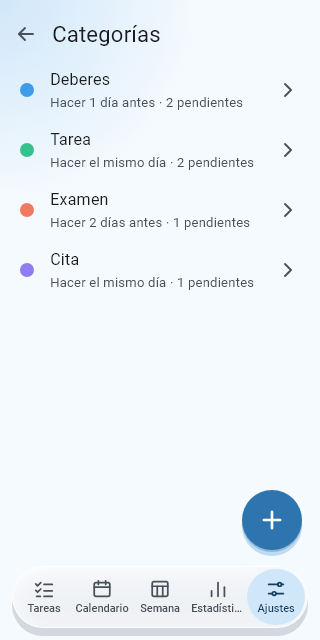 Categorías
Deberes
Hacer 1 día antes · 2 pendientes
Tarea
Hacer el mismo día · 2 pendientes
Examen
Hacer 2 días antes · 1 pendientes
Cita
Hacer el mismo día · 1 pendientes
Tareas Calendario Semana Estadísti... Ajustes